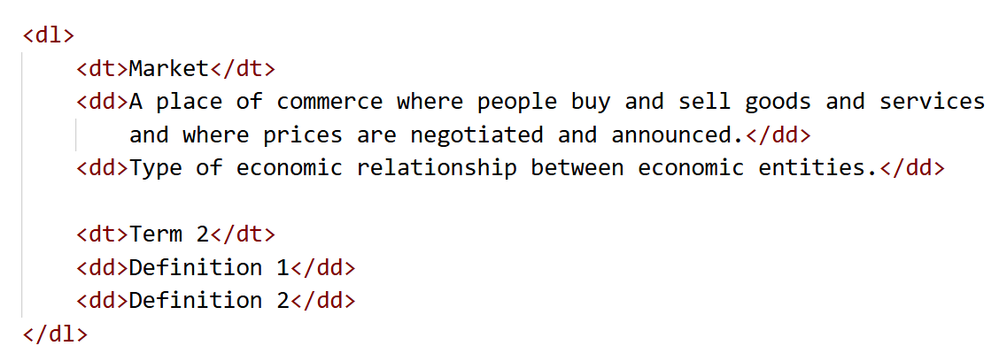 <dl>
<dt>Market</dt>
<dd>A place of commerce where people buy and sell goods and services
and where prices are negotiated and announced.</dd>
<dd>Type of economic relationship between economic entities.</dd>
<dt>Term 2</dt>
<dd>Definition 1</dd>
<dd>Definition 2</dd>
</dl>